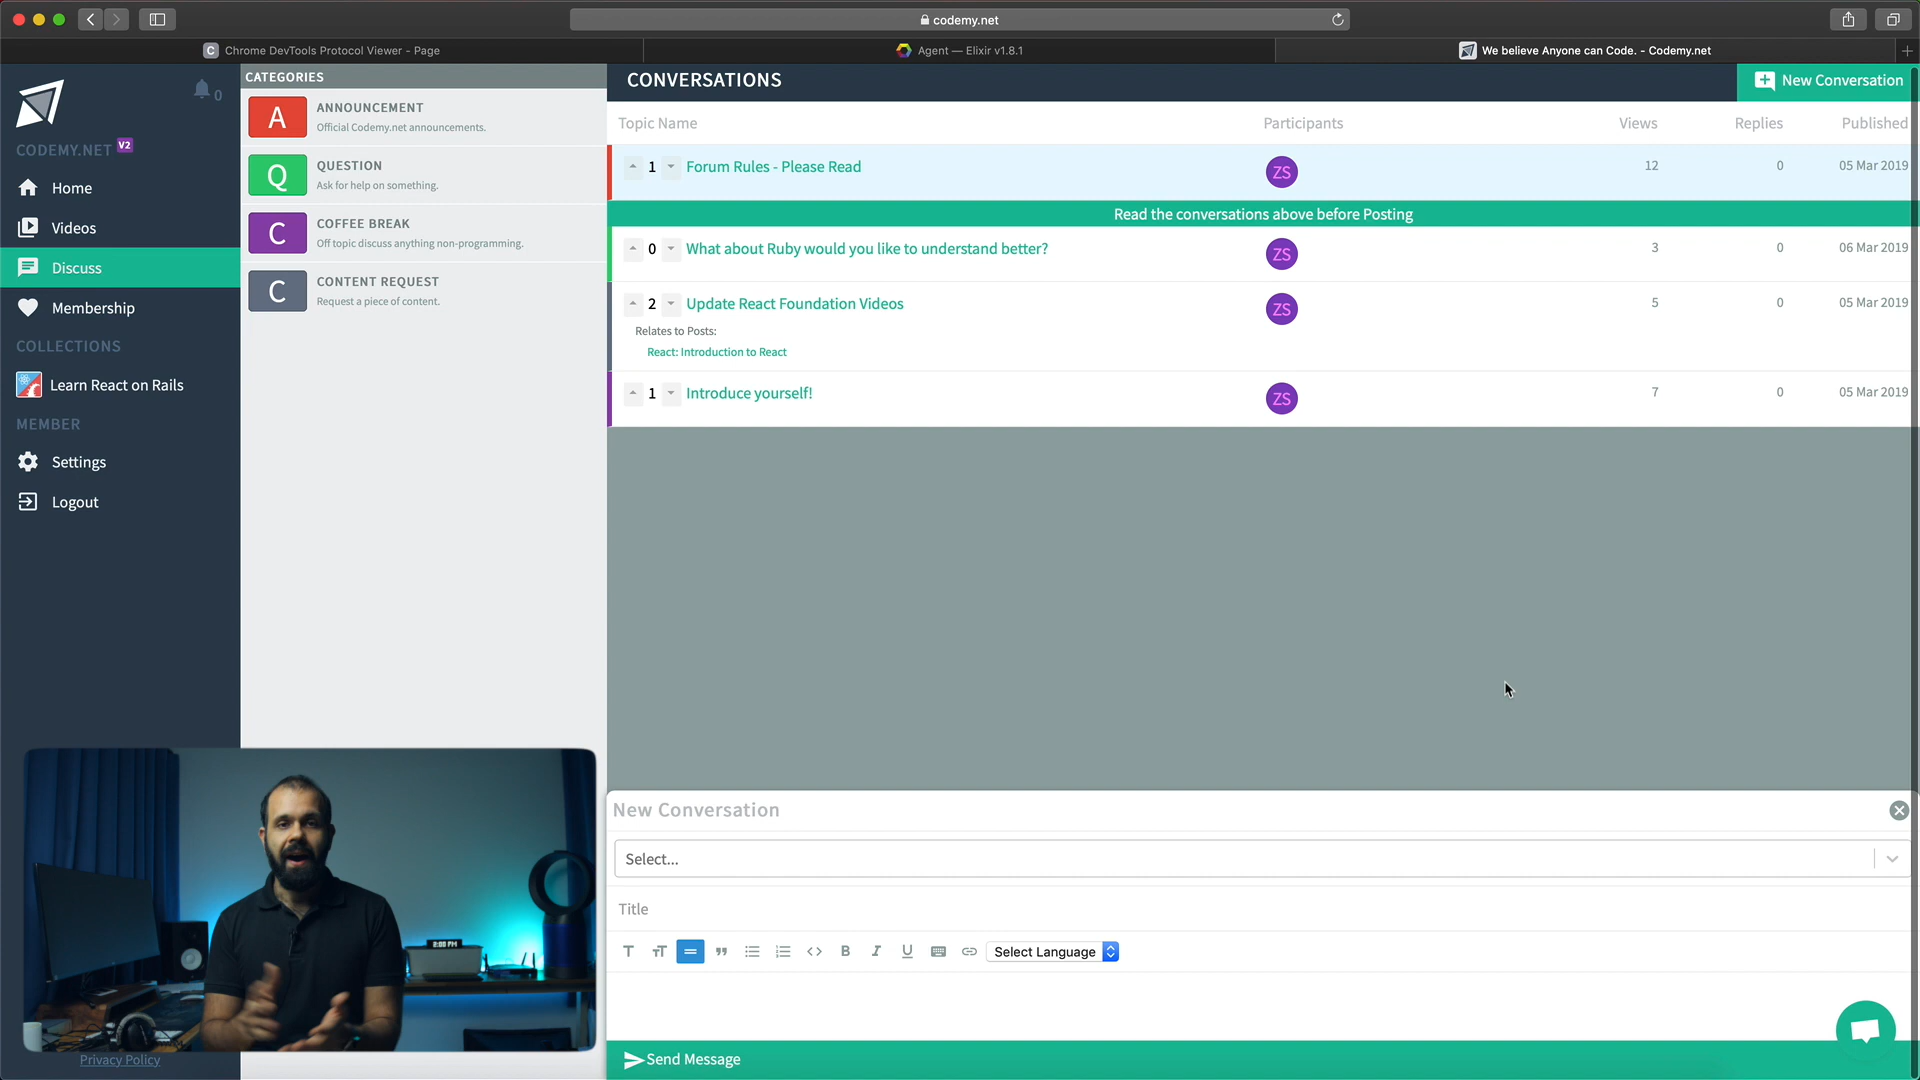 codemy.net
C Chrome DevTools Protocol Viewer - Page
Agent — Elixir v1.8.1
We believe Anyone can Code. - Codemy.net
0
CODEMY.NET V2
Home
Videos
Discuss
Membership
COLLECTIONS
Learn React on Rails
MEMBER
Settings
Logout
Privacy Policy
CATEGORIES
A
ANNOUNCEMENT
Official Codemy.net announcements.
Q
QUESTION
Ask for help on something.
C
COFFEE BREAK
Off topic discuss anything non-programming.
C
CONTENT REQUEST
Request a piece of content.
CONVERSATIONS
New Conversation
Topic Name Participants Views Replies Published
1 Forum Rules - Please Read ZS 12 0 05 Mar 2019
Read the conversations above before Posting
0 What about Ruby would you like to understand better? ZS 3 0 06 Mar 2019
2 Update React Foundation Videos ZS 5 0 05 Mar 2019
Relates to Posts:
React: Introduction to React
1 Introduce yourself! ZS 7 0 05 Mar 2019
New Conversation
Select...
Title
T TT B I U Select Language
Send Message
2:00 PM